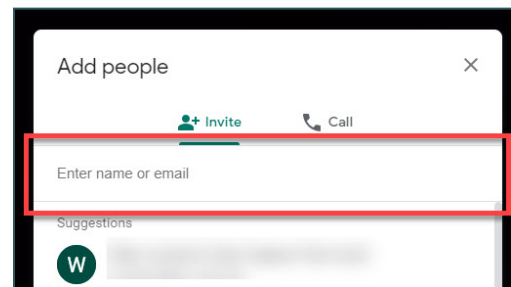 Add people
Invite Call
Enter name or email
Suggestions
W